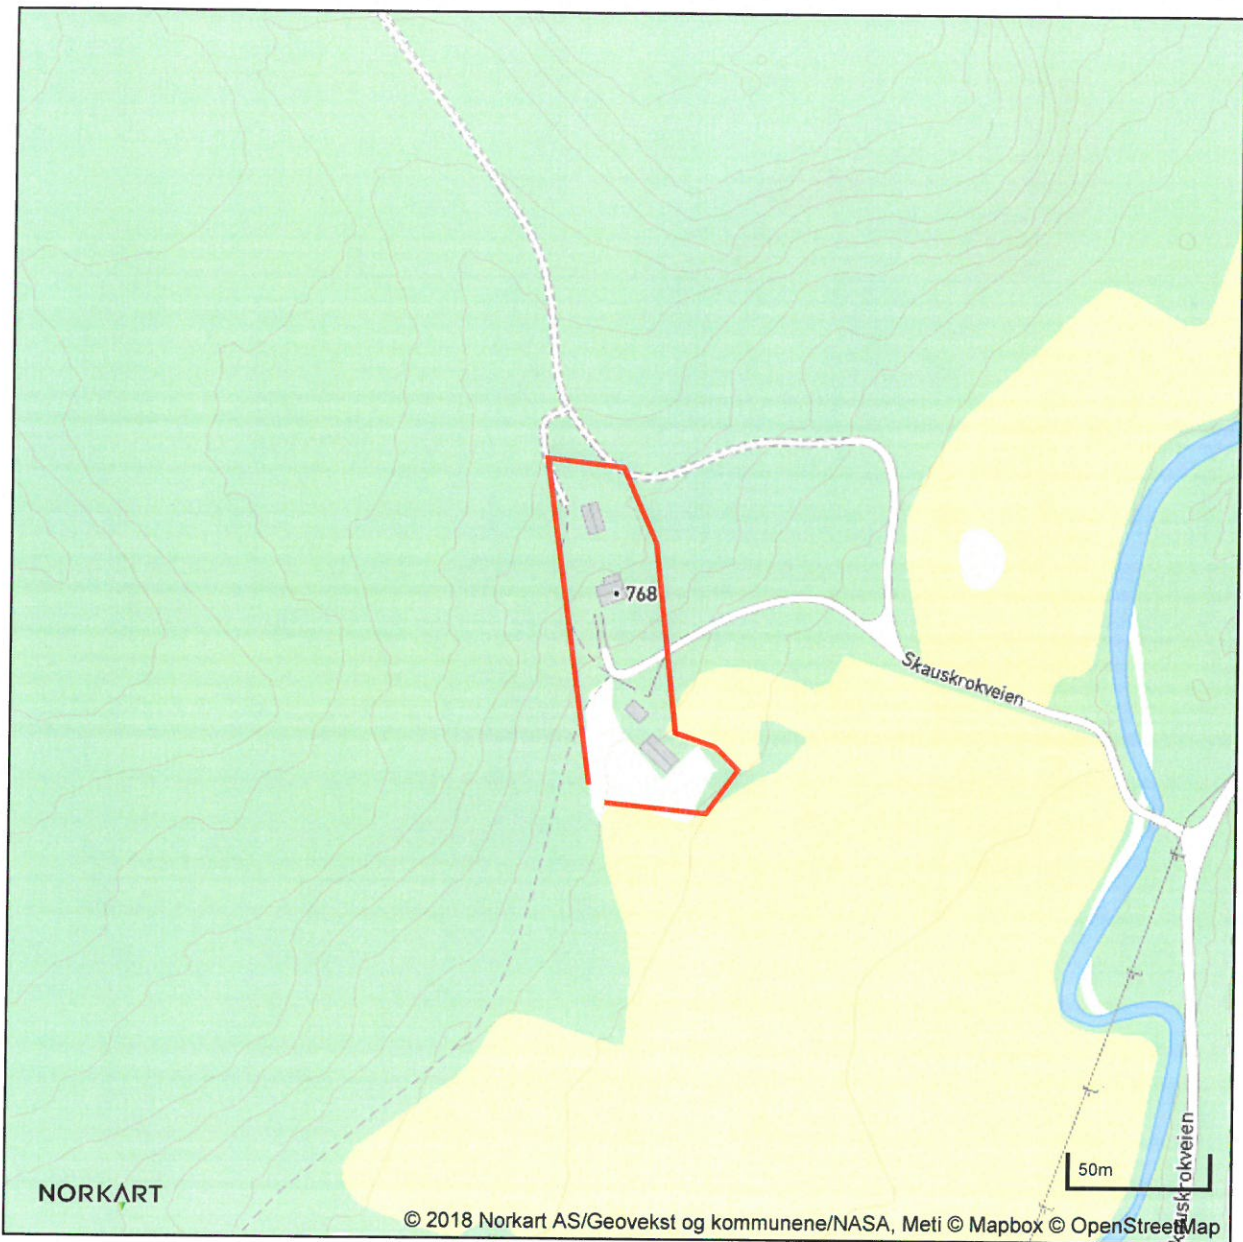 768
Skauskrokveien
Skauskrokveien
50m
NORKART
© 2018 Norkart AS/Geovekst og kommunene/NASA, Meti © Mapbox © OpenStreetMap